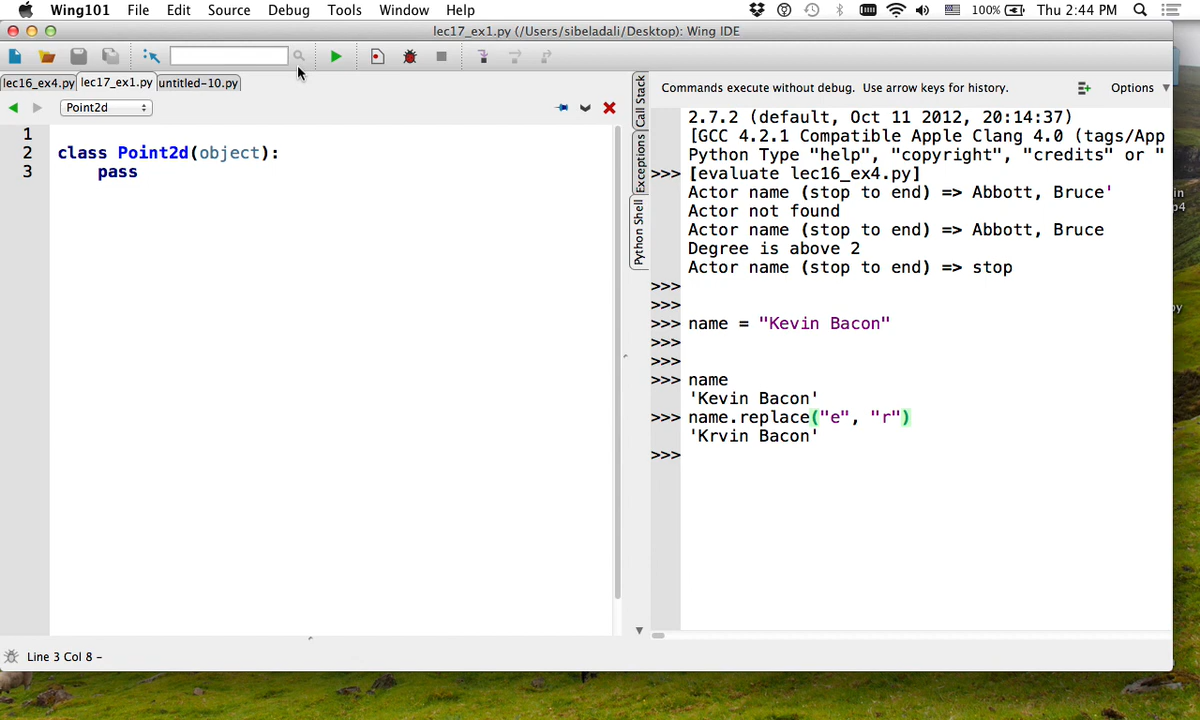 Wing101 File Edit Source Debug Tools Window Help 100% Thu 2:44 PM
lec17_ex1.py (/Users/sibeladali/Desktop): Wing IDE
lec16_ex4.py lec17_ex1.py untitled-10.py
Point2d
1
2 class Point2d(object):
3 pass
Call Stack
Exceptions
Python Shell
Commands execute without debug. Use arrow keys for history. Options
2.7.2 (default, Oct 11 2012, 20:14:37)
[GCC 4.2.1 Compatible Apple Clang 4.0 (tags/App
Python Type "help", "copyright", "credits" or "
>>> [evaluate lec16_ex4.py]
Actor name (stop to end) => Abbott, Bruce'
Actor not found
Actor name (stop to end) => Abbott, Bruce
Degree is above 2
Actor name (stop to end) => stop
>>>
>>>
>>> name = "Kevin Bacon"
>>>
>>>
>>> name
'Kevin Bacon'
>>> name.replace("e", "r")
'Krvin Bacon'
>>>
Line 3 Col 8 –